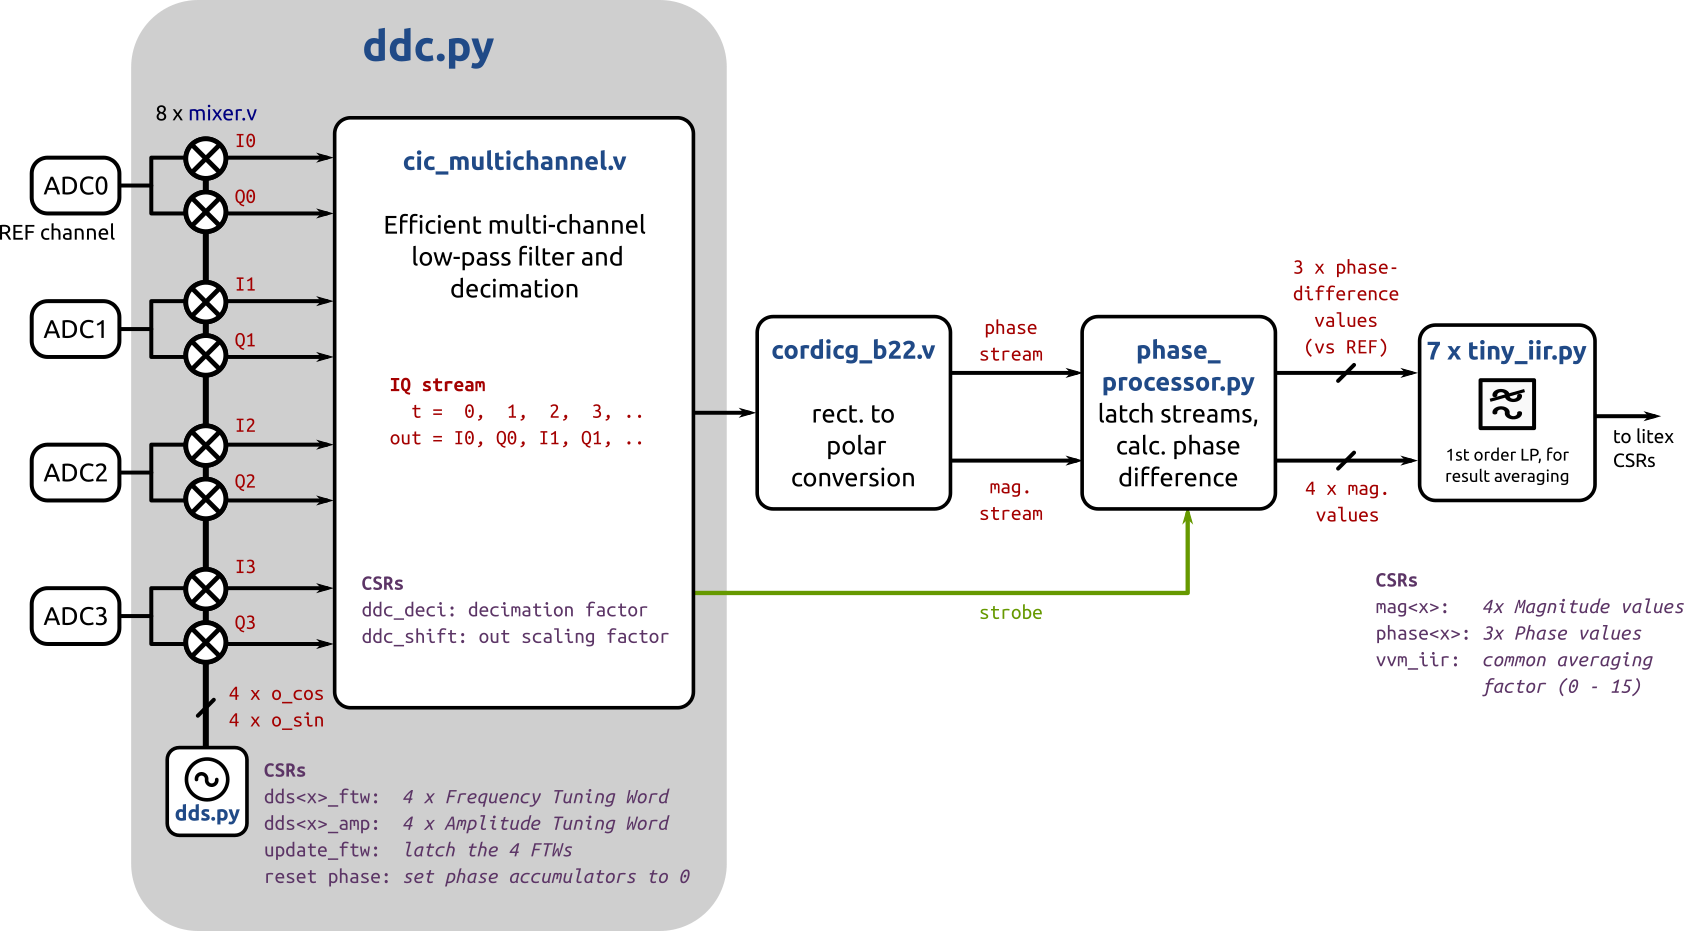 ddc.py
8 x mixer.v
I0
Q0
ADC0
REF channel
I1
Q1
ADC1
I2
Q2
ADC2
I3
Q3
ADC3
4 x o_cos
4 x o_sin
dds.py
CSRs
dds<x>_ftw: 4 x Frequency Tuning Word
dds<x>_amp: 4 x Amplitude Tuning Word
update_ftw: latch the 4 FTWs
reset phase: set phase accumulators to 0
cic_multichannel.v
Efficient multi-channel
low-pass filter and
decimation
IQ stream
t = 0, 1, 2, 3, ..
out = I0, Q0, I1, Q1, ..
CSRs
ddc_deci: decimation factor
ddc_shift: out scaling factor
cordicg_b22.v
rect. to
polar
conversion
phase
stream
mag.
stream
strobe
phase_
processor.py
latch streams,
calc. phase
difference
3 x phase-
difference
values
(vs REF)
4 x mag.
values
7 x tiny_iir.py
1st order LP, for
result averaging
to litex
CSRs
CSRs
mag<x>: 4x Magnitude values
phase<x>: 3x Phase values
vvm_iir: common averaging
factor (0 - 15)